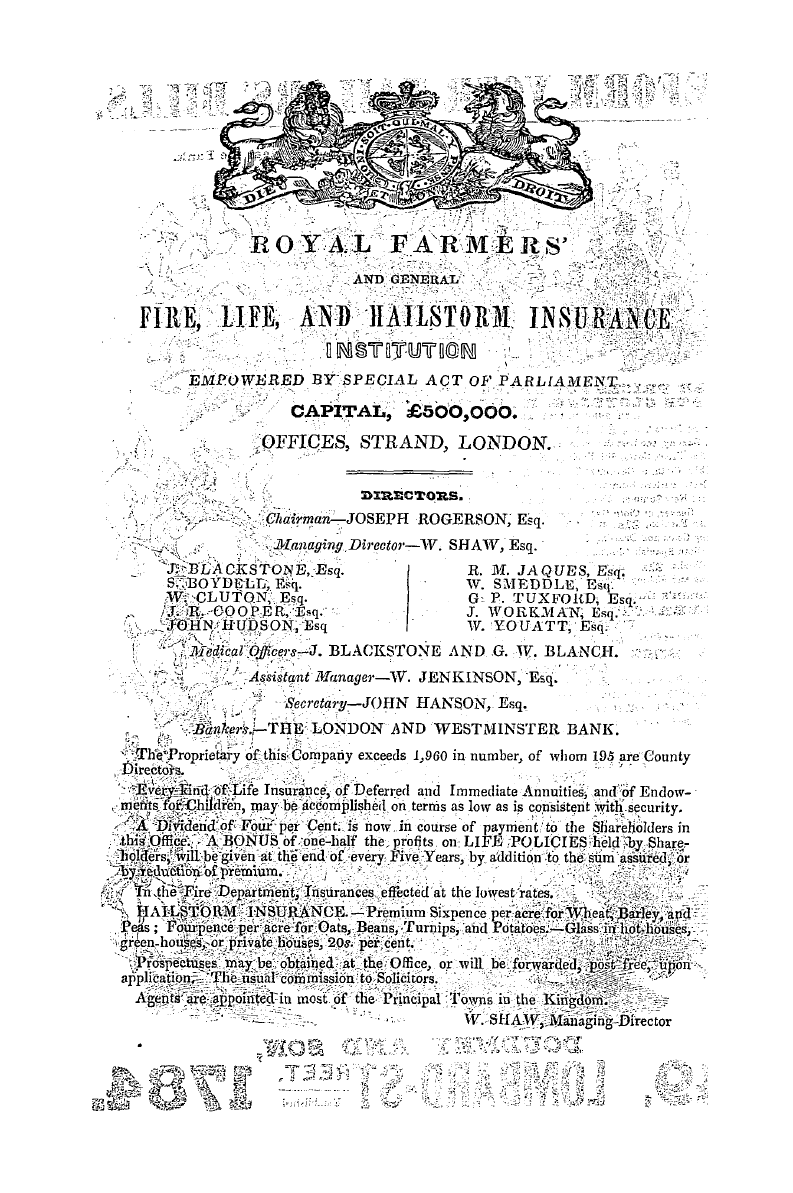 HONI SOIT QUI MAL Y P
DIEU ET MON DROIT
ROYAL FARMERS'
AND GENERAL
FIRE, LIFE, AND HAILSTORM INSURANCE
INSTITUTION
EMPOWERED BY SPECIAL ACT OF PARLIAMENT
CAPITAL, £500,000.
OFFICES, STRAND, LONDON.
DIRECTORS.
Chairman—JOSEPH ROGERSON, Esq.
Managing Director—W. SHAW, Esq.
J. BLACKSTONE, Esq.
S. BOYDELL, Esq.
W. CLUTON, Esq.
J. R. COOPER, Esq.
JOHN HUDSON, Esq
R. M. JAQUES, Esq.
W. SMEDDLE, Esq.
G. P. TUXFORD, Esq.
J. WORKMAN, Esq.
W. YOUATT, Esq.
Medical Officers—J. BLACKSTONE AND G. W. BLANCH.
Assistant Manager—W. JENKINSON, Esq.
Secretary—JOHN HANSON, Esq.
Bankers.—THE LONDON AND WESTMINSTER BANK.
The Proprietary of this Company exceeds 1,960 in number, of whom 195 are County
Directors.
Every kind of Life Insurance, of Deferred and Immediate Annuities, and of Endow-
ments for Children, may be accomplished on terms as low as is consistent with security.
A Dividend of Four per Cent. is now in course of payment to the Shareholders in
this Office. A BONUS of one-half the profits on LIFE POLICIES held by Share-
holders, will be given at the end of every Five Years, by addition to the sum assured, or
by reduction of premium.
In the Fire Department, Insurances effected at the lowest rates.
HAILSTORM INSURANCE.—Premium Sixpence per acre for Wheat, Barley, and
Peas; Fourpence per acre for Oats, Beans, Turnips, and Potatoes.—Glass in hot-houses,
green-houses, or private houses, 20s. per cent.
Prospectuses may be obtained at the Office, or will be forwarded, post free, upon
application. The usual commission to Solicitors.
Agents are appointed in most of the Principal Towns in the Kingdom.
W. SHAW, Managing Director
DOUDNEY AND SON,
49, LOMBARD-STREET, 1784.